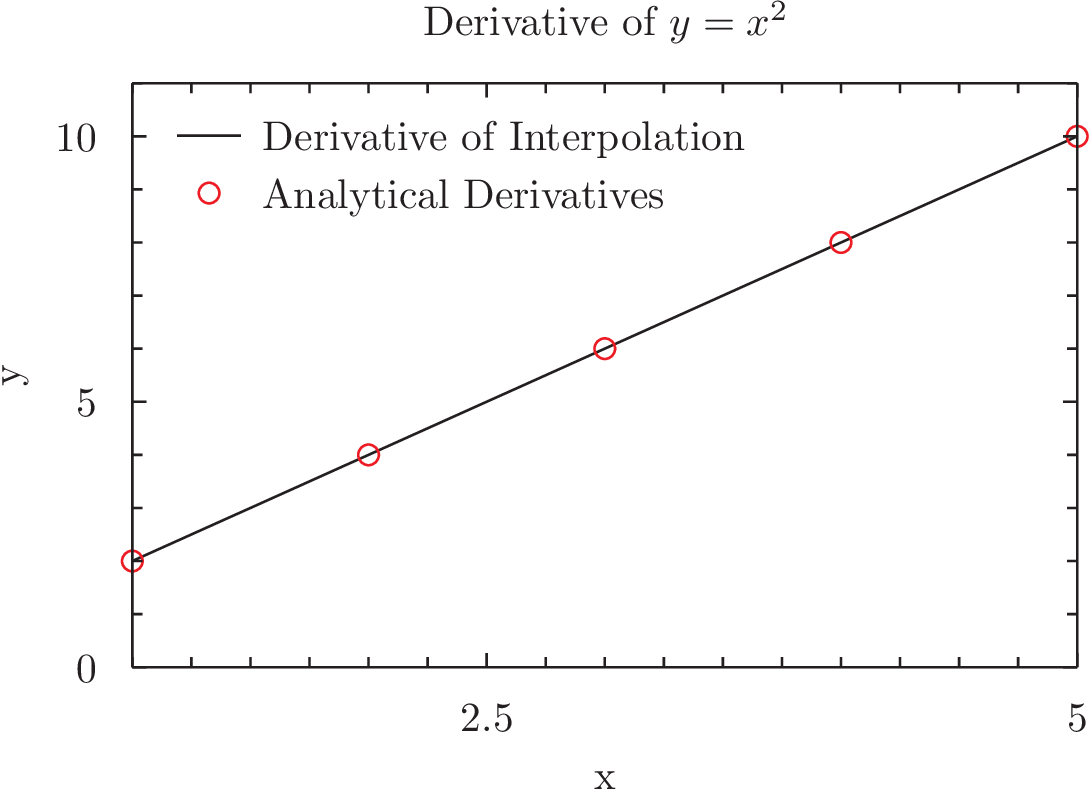 Derivative of y = x²
Derivative of Interpolation
Analytical Derivatives
10
5
0
y
2.5
5
x